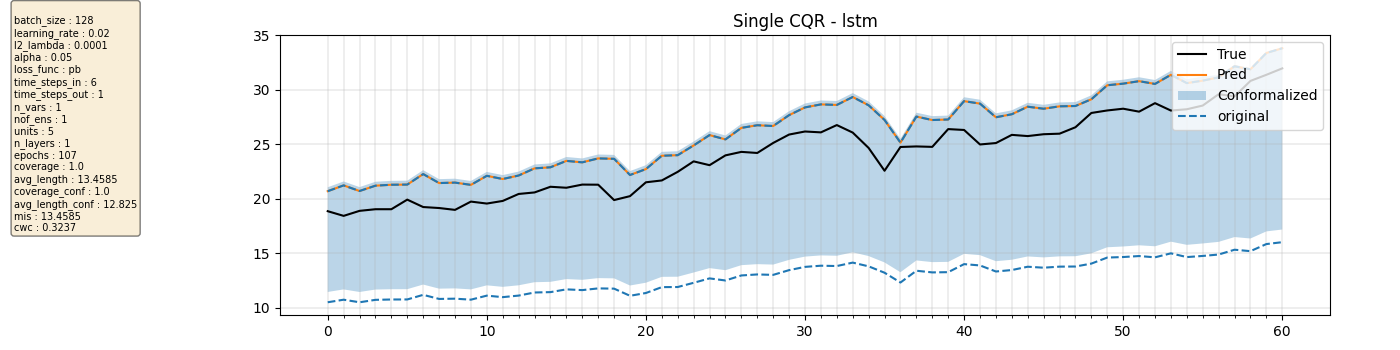 batch_size : 128
learning_rate : 0.02
l2_lambda : 0.0001
alpha : 0.05
loss_func : pb
time_steps_in : 6
time_steps_out : 1
n_vars : 1
nof_ens : 1
units : 5
n_layers : 1
epochs : 107
coverage : 1.0
avg_length : 13.4585
coverage_conf : 1.0
avg_length_conf : 12.825
mis : 13.4585
cwc : 0.3237
Single CQR - lstm
35
30
25
20
15
10
True
Pred
Conformalized
original
0 10 20 30 40 50 60